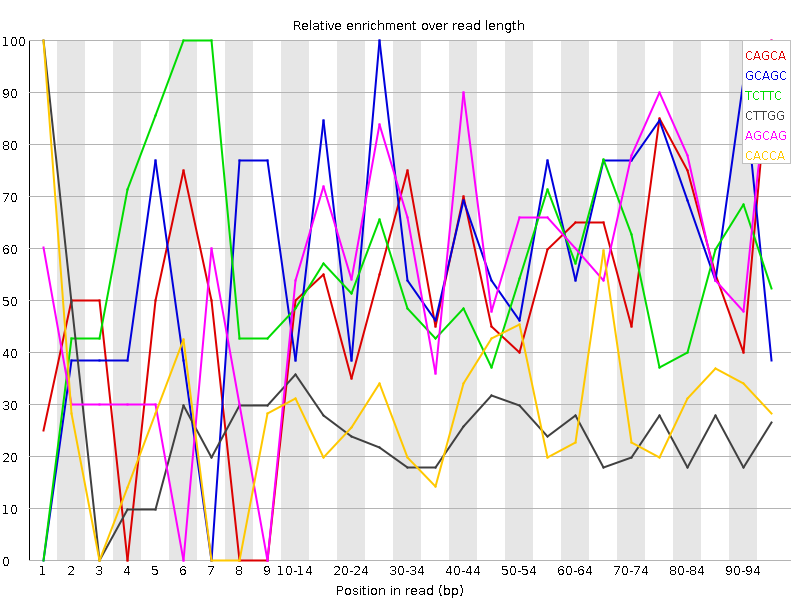 Relative enrichment over read length
100
90
80
70
60
50
40
30
20
10
0
CAGCA
GCAGC
TCTTC
CTTGG
AGCAG
CACCA
1 2 3 4 5 6 7 8 9 10-14 20-24 30-34 40-44 50-54 60-64 70-74 80-84 90-94
Position in read (bp)